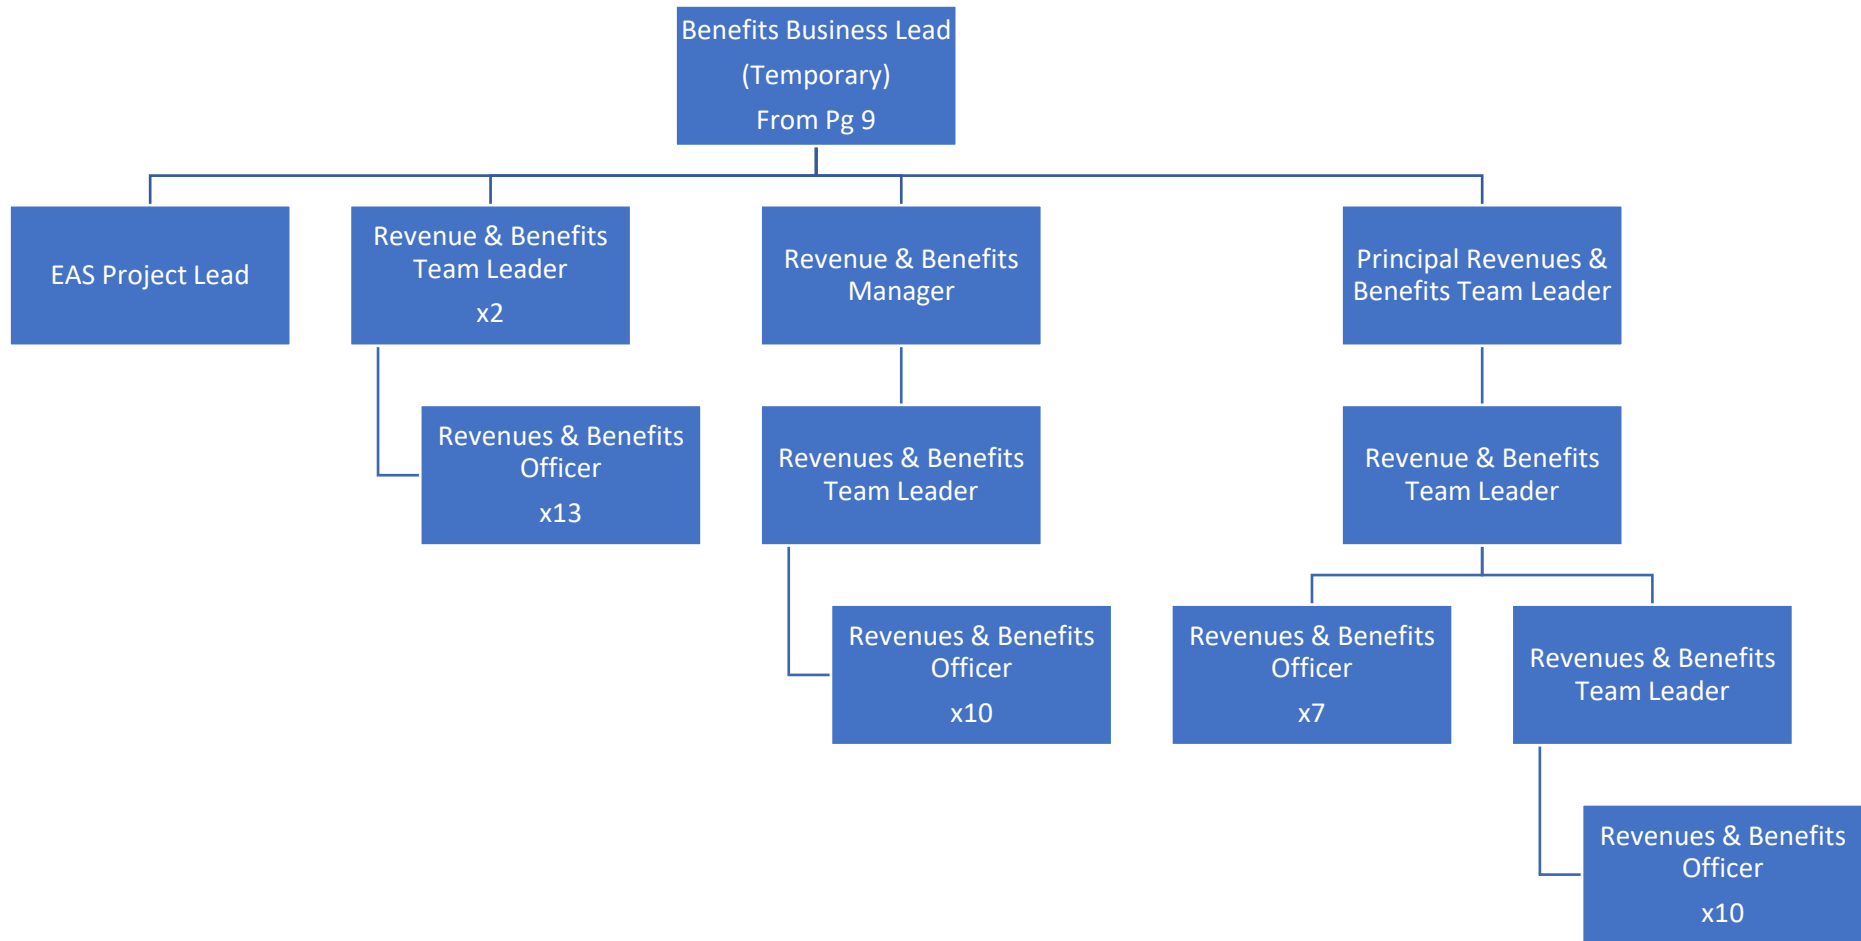 Benefits Business Lead
(Temporary)
From Pg 9
EAS Project Lead
Revenue & Benefits
Team Leader
x2
Revenue & Benefits
Manager
Principal Revenues &
Benefits Team Leader
Revenues & Benefits
Officer
x13
Revenues & Benefits
Team Leader
Revenue & Benefits
Team Leader
Revenues & Benefits
Officer
x10
Revenues & Benefits
Officer
x7
Revenues & Benefits
Team Leader
Revenues & Benefits
Officer
x10